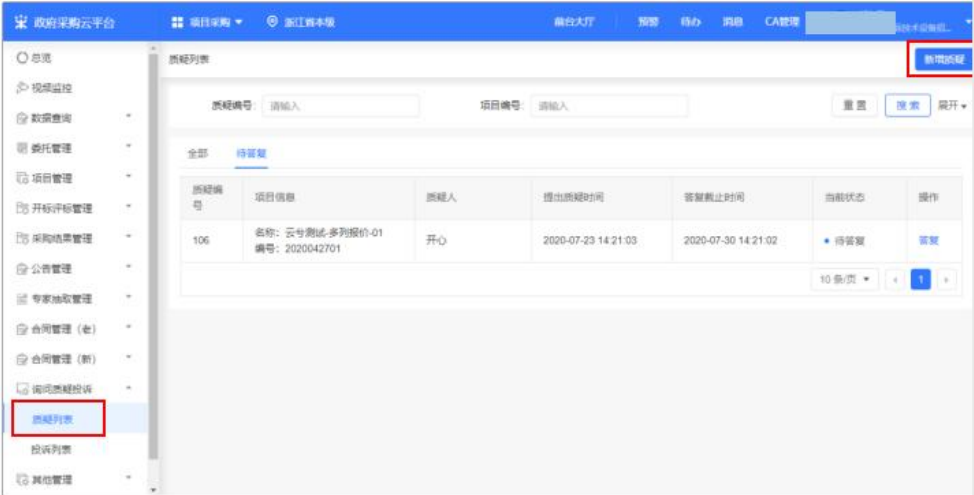 政府采购云平台
项目采购
浙江省本级
前台大厅
预警
待办
消息
CA管理
总览
视频监控
数据查询
委托管理
项目管理
开标评标管理
采购结果管理
公告管理
专家抽取管理
合同管理（老）
合同管理（新）
询问质疑投诉
质疑列表
投诉列表
其他管理
质疑列表
新增质疑
质疑编号: 请输入
项目编号: 请输入
重置
搜索
展开
全部
待答复
质疑编号
项目信息
质疑人
提出质疑时间
答复截止时间
当前状态
操作
106
名称：云兮测试-多列报价-01
编号：2020042701
开心
2020-07-23 14:21:03
2020-07-30 14:21:02
待答复
答复
10 条/页
1